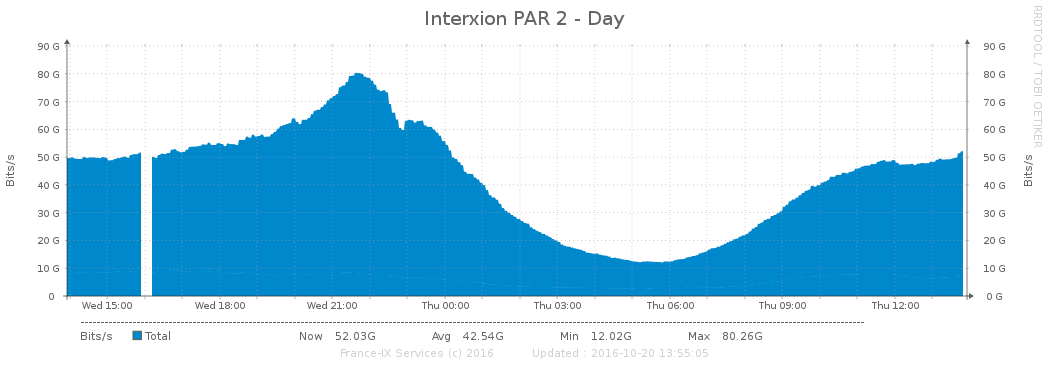 Interxion PAR 2 - Day
RRDTOOL / TOBI OETIKER
90 G 90 G
80 G 80 G
70 G 70 G
60 G 60 G
50 G 50 G
40 G 40 G
30 G 30 G
20 G 20 G
10 G 10 G
0 0 G
Bits/s
Bits/s
Wed 15:00 Wed 18:00 Wed 21:00 Thu 00:00 Thu 03:00 Thu 06:00 Thu 09:00 Thu 12:00
Bits/s Total Now 52.03G Avg 42.54G Min 12.02G Max 80.26G
France-IX Services (c) 2016 Updated : 2016-10-20 13:55:05